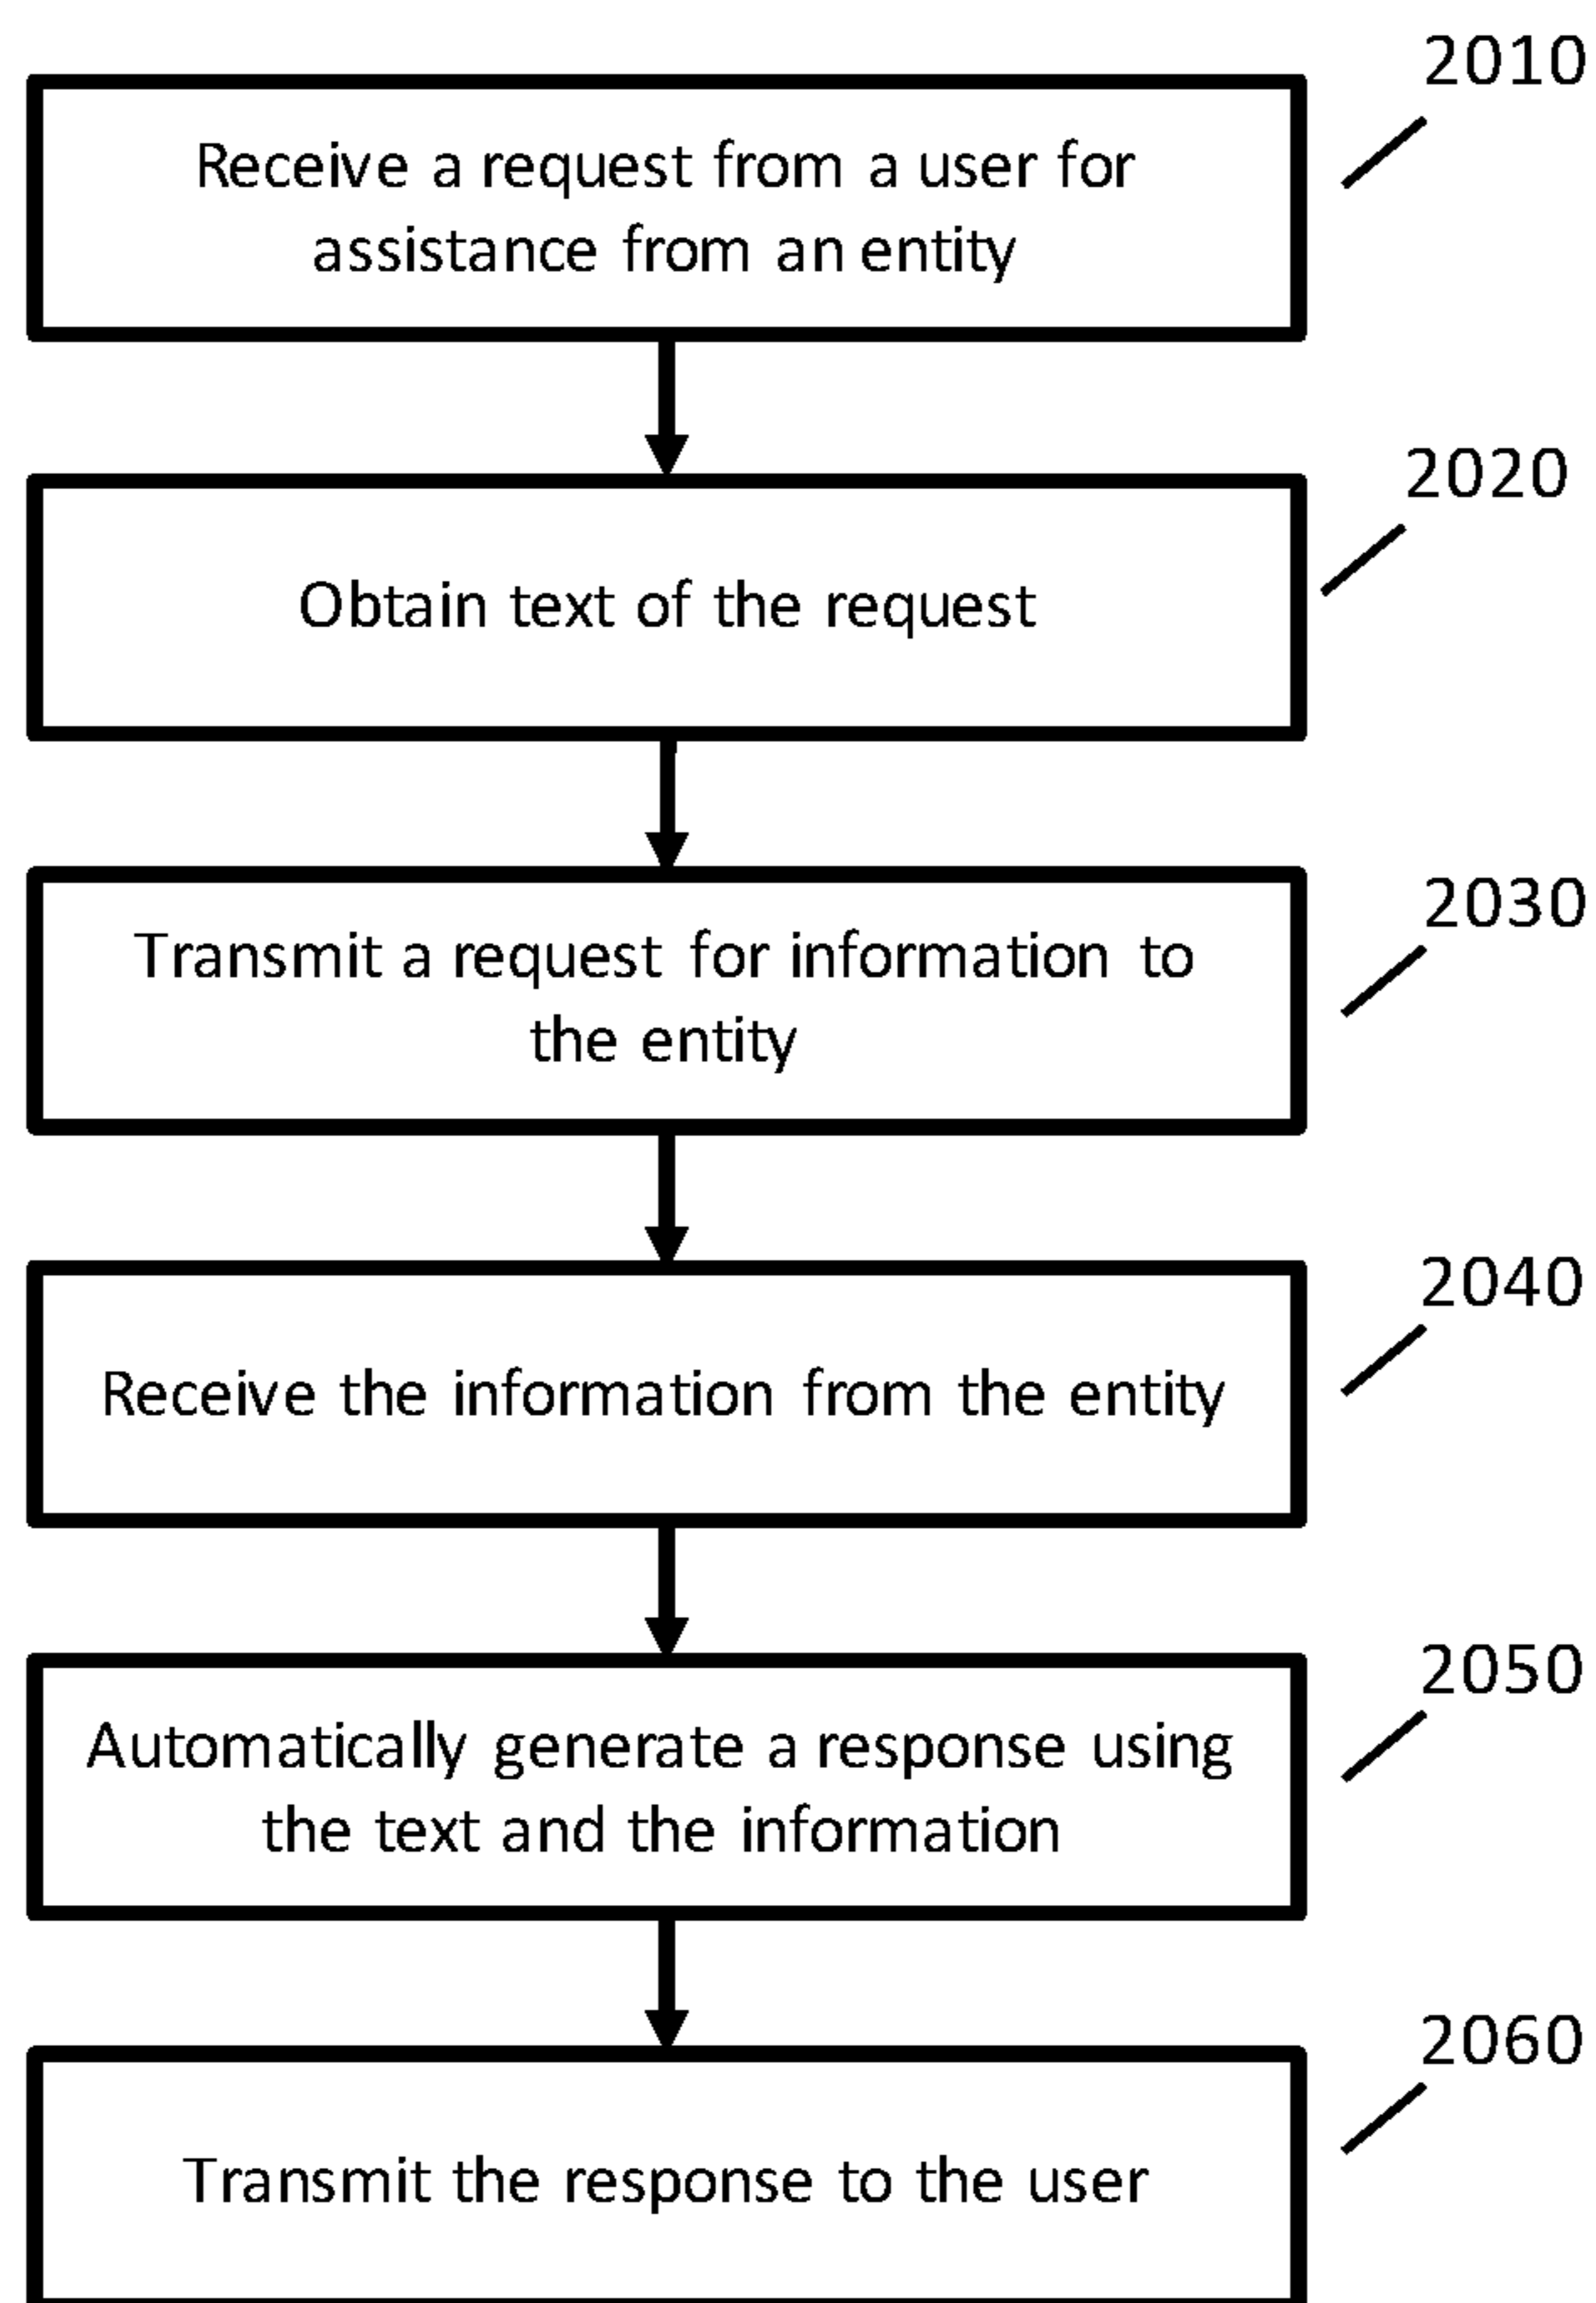 2010
Receive a request from a user for
assistance from an entity
2020
Obtain text of the request
2030
Transmit a request for information to
the entity
2040
Receive the information from the entity
2050
Automatically generate a response using
the text and the information
2060
Transmit the response to the user